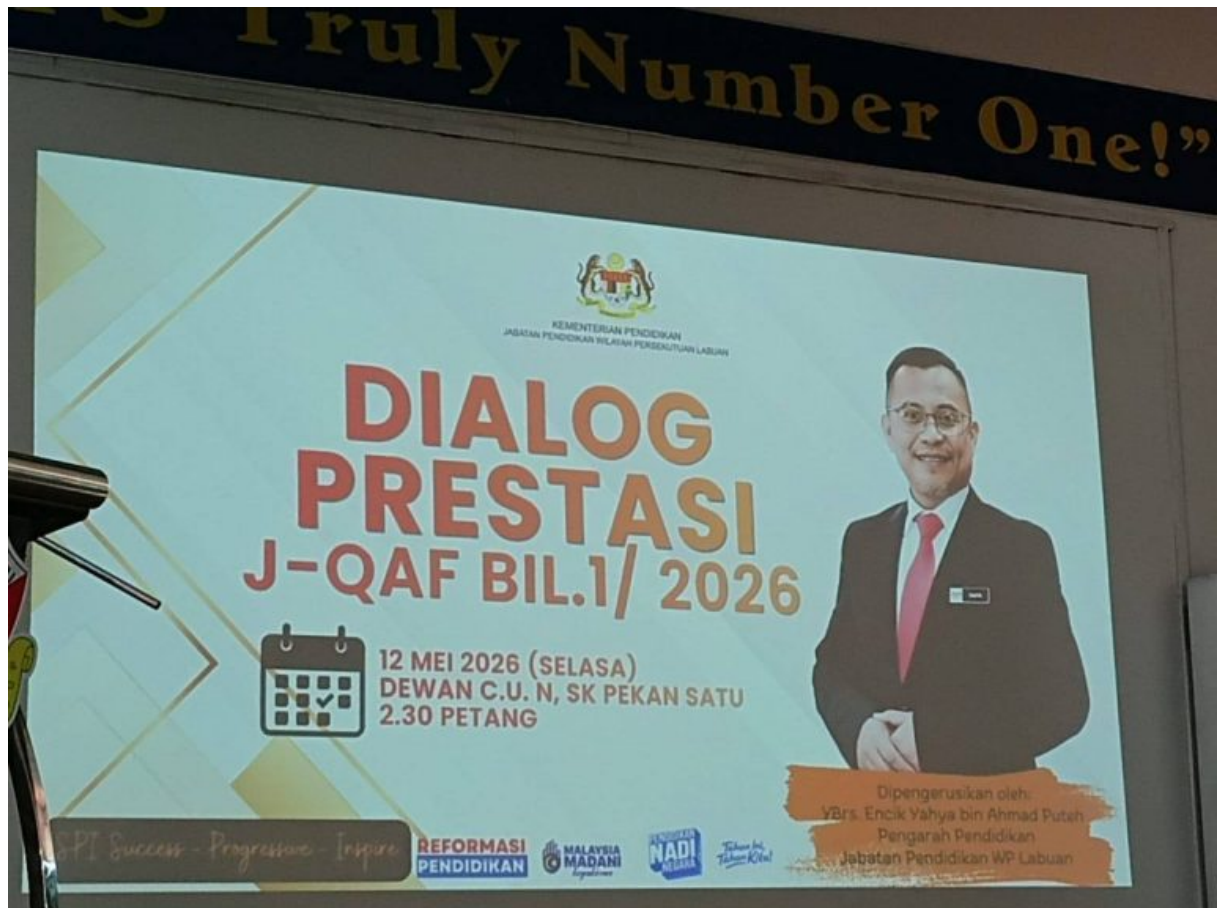 S Truly Number One!”
KEMENTERIAN PENDIDIKAN
JABATAN PENDIDIKAN WILAYAH PERSEKUTUAN LABUAN
DIALOG
PRESTASI
J-QAF BIL.1/ 2026
12 MEI 2026 (SELASA)
DEWAN C.U. N, SK PEKAN SATU
2.30 PETANG
Dipengerusikan oleh:
YBrs. Encik Yahya bin Ahmad Puteh
Pengarah Pendidikan
Jabatan Pendidikan WP Labuan
SPI Success - Progressive - Inspire
REFORMASI
PENDIDIKAN
MALAYSIA
MADANI
PENDIDIKAN
NADI
NEGARA
Tahun Ini,
Tahun Kita!